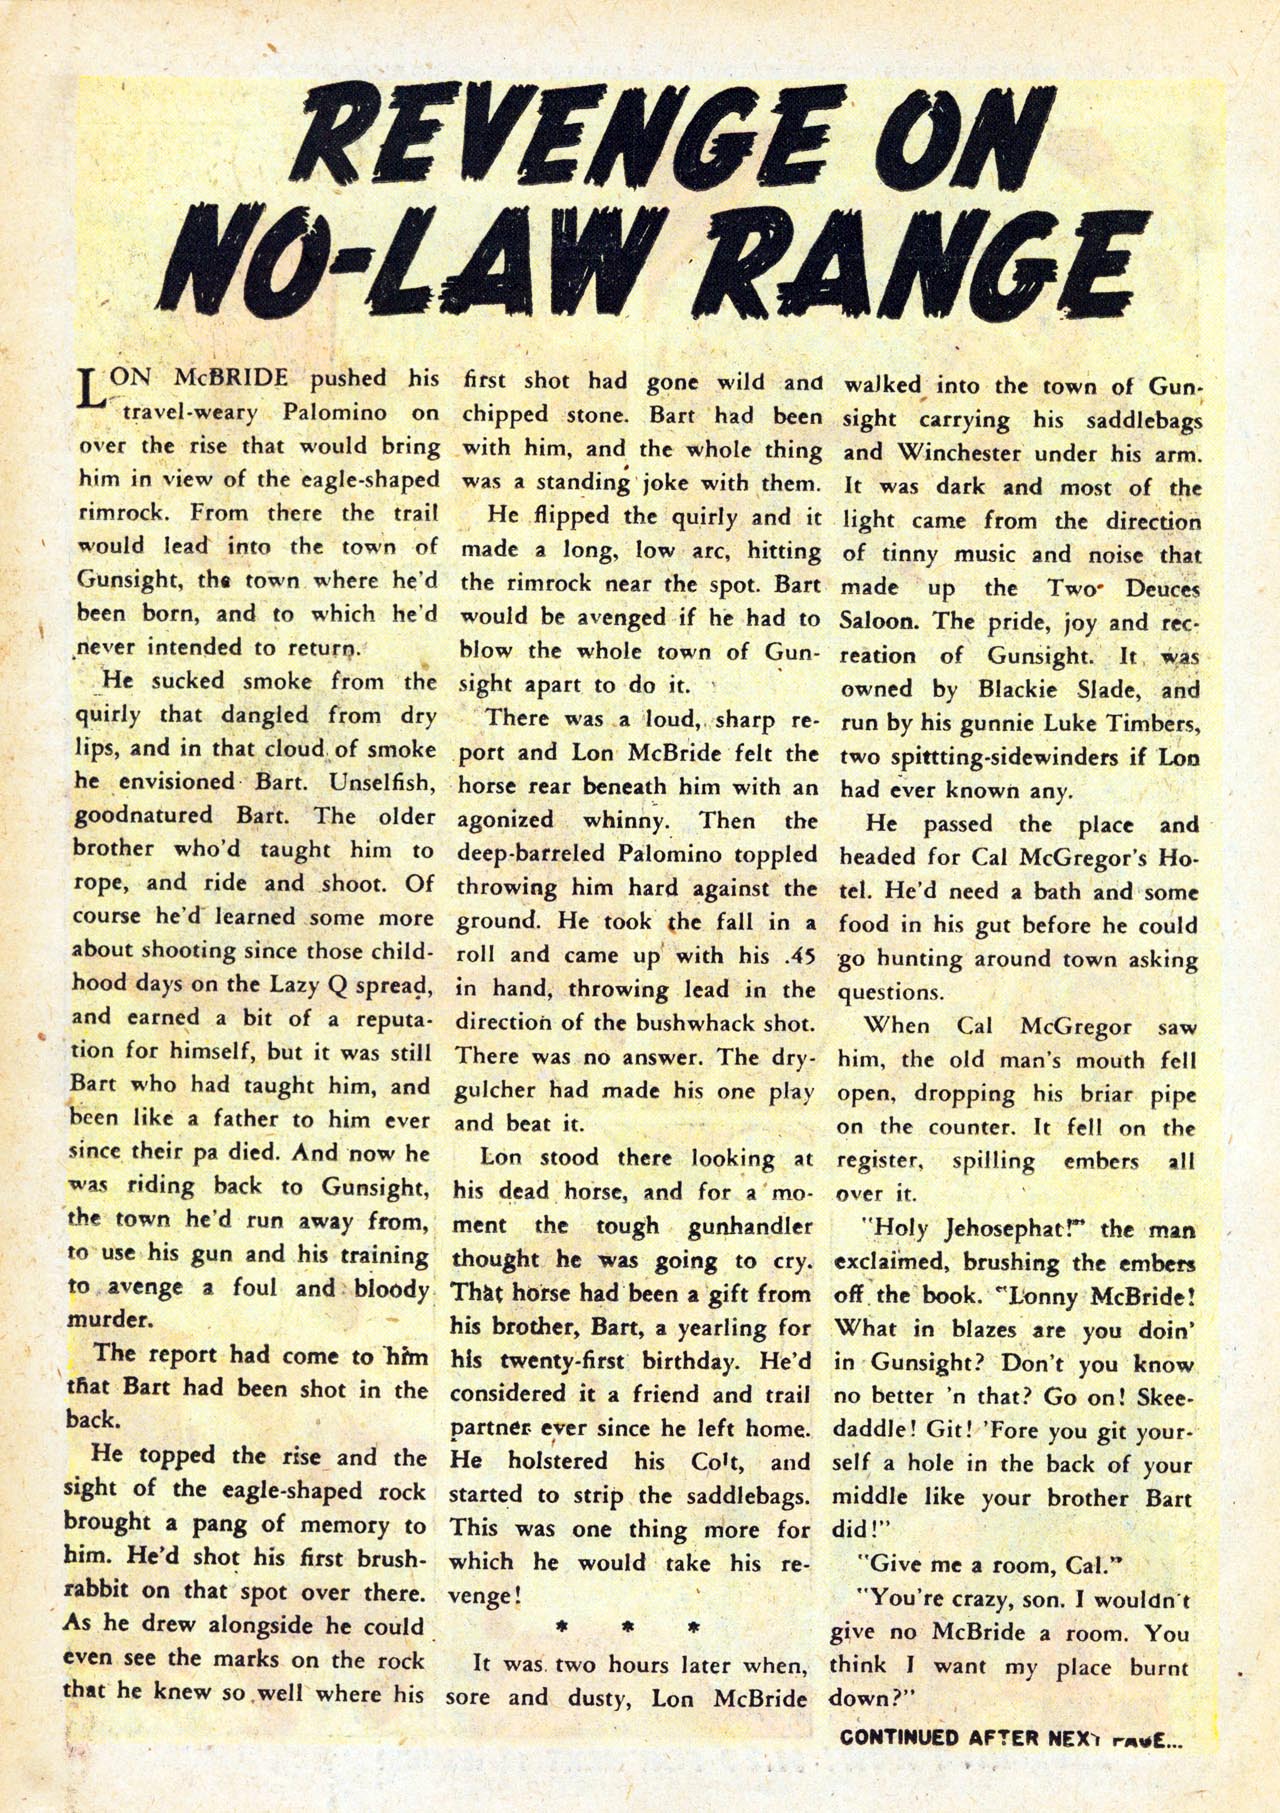 REVENGE ON
NO-LAW RANGE
LON McBRIDE pushed his
travel-weary Palomino on
over the rise that would bring
him in view of the eagle-shaped
rimrock. From there the trail
would lead into the town of
Gunsight, the town where he'd
been born, and to which he'd
never intended to return.
He sucked smoke from the
quirly that dangled from dry
lips, and in that cloud of smoke
he envisioned Bart. Unselfish,
goodnatured Bart. The older
brother who'd taught him to
rope, and ride and shoot. Of
course he'd learned some more
about shooting since those child-
hood days on the Lazy Q spread,
and earned a bit of a reputa-
tion for himself, but it was still
Bart who had taught him, and
been like a father to him ever
since their pa died. And now he
was riding back to Gunsight,
the town he'd run away from,
to use his gun and his training
to avenge a foul and bloody
murder.
The report had come to him
that Bart had been shot in the
back.
He topped the rise and the
sight of the eagle-shaped rock
brought a pang of memory to
him. He'd shot his first brush-
rabbit on that spot over there.
As he drew alongside he could
even see the marks on the rock
that he knew so well where his
first shot had gone wild and
chipped stone. Bart had been
with him, and the whole thing
was a standing joke with them.
He flipped the quirly and it
made a long, low arc, hitting
the rimrock near the spot. Bart
would be avenged if he had to
blow the whole town of Gun-
sight apart to do it.
There was a loud, sharp re-
port and Lon McBride felt the
horse rear beneath him with an
agonized whinny. Then the
deep-barreled Palomino toppled
throwing him hard against the
ground. He took the fall in a
roll and came up with his .45
in hand, throwing lead in the
direction of the bushwhack shot.
There was no answer. The dry-
gulcher had made his one play
and beat it.
Lon stood there looking at
his dead horse, and for a mo-
ment the tough gunhandler
thought he was going to cry.
That horse had been a gift from
his brother, Bart, a yearling for
his twenty-first birthday. He'd
considered it a friend and trail
partner ever since he left home.
He holstered his Colt, and
started to strip the saddlebags.
This was one thing more for
which he would take his re-
venge!
* * *
It was two hours later when,
sore and dusty, Lon McBride
walked into the town of Gun-
sight carrying his saddlebags
and Winchester under his arm.
It was dark and most of the
light came from the direction
of tinny music and noise that
made up the Two Deuces
Saloon. The pride, joy and rec-
reation of Gunsight. It was
owned by Blackie Slade, and
run by his gunnie Luke Timbers,
two spittting-sidewinders if Lon
had ever known any.
He passed the place and
headed for Cal McGregor's Ho-
tel. He'd need a bath and some
food in his gut before he could
go hunting around town asking
questions.
When Cal McGregor saw
him, the old man's mouth fell
open, dropping his briar pipe
on the counter. It fell on the
register, spilling embers all
over it.
"Holy Jehosephat!" the man
exclaimed, brushing the embers
off the book. "Lonny McBride!
What in blazes are you doin'
in Gunsight? Don't you know
no better 'n that? Go on! Skee-
daddle! Git! 'Fore you git your-
self a hole in the back of your
middle like your brother Bart
did!"
"Give me a room, Cal."
"You're crazy, son. I wouldn't
give no McBride a room. You
think I want my place burnt
down?"
CONTINUED AFTER NEXT PAGE...